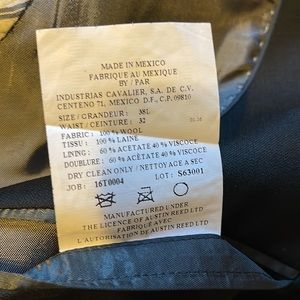 MADE IN MEXICO
FABRIQUE AU MEXIQUE
BY / PAR
INDUSTRIAS CAVALIER, S.A. DE C.V.
CENTENO 71, MEXICO D.F., C.P. 09810
SIZE / GRANDEUR: 38L
WAIST / CEINTURE: 32
FABRIC: 100 % WOOL
TISSU: 100 % LAINE
LINING: 60 % ACETATE 40 % VISCOCE
DOUBLURE: 60 % ACETATE 40 % VISCOCE
DRY CLEAN ONLY / NETTOYAGE A SEC
JOB: 16T0004 LOT: S63001
MANUFACTURED UNDER
THE LICENCE OF AUSTIN REED LTD
FABRIQUE AVEC
L'AUTORISATION DE AUSTIN REED LTD